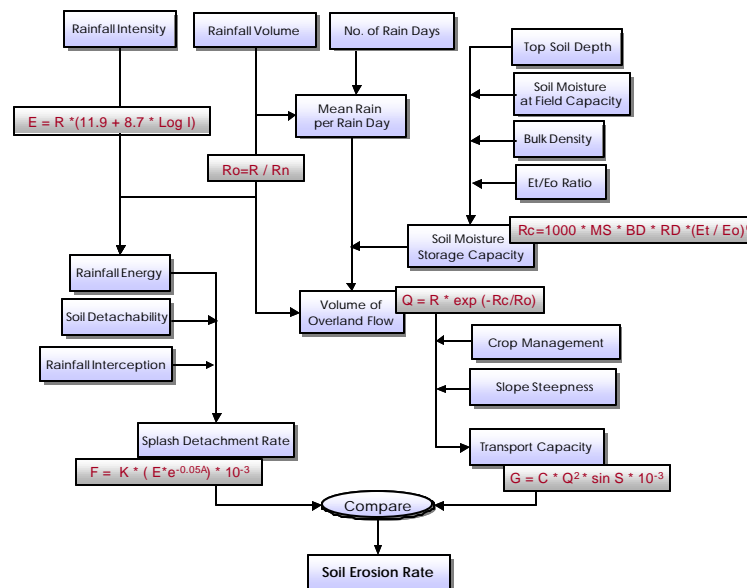 Rainfall Intensity
Rainfall Volume
No. of Rain Days
Top Soil Depth
Soil Moisture
at Field Capacity
Mean Rain
per Rain Day
E = R *(11.9 + 8.7 * Log I)
Bulk Density
Ro=R / Rn
Et/Eo Ratio
Soil Moisture
Storage Capacity
Rc=1000 * MS * BD * RD *(Et / Eo)
Rainfall Energy
Soil Detachability
Volume of
Overland Flow
Q = R * exp (-Rc/Ro)
Crop Management
Rainfall Interception
Slope Steepness
Splash Detachment Rate
Transport Capacity
F = K * ( E*e-0.05A) * 10-3
G = C * Q2 * sin S * 10-3
Compare
Soil Erosion Rate